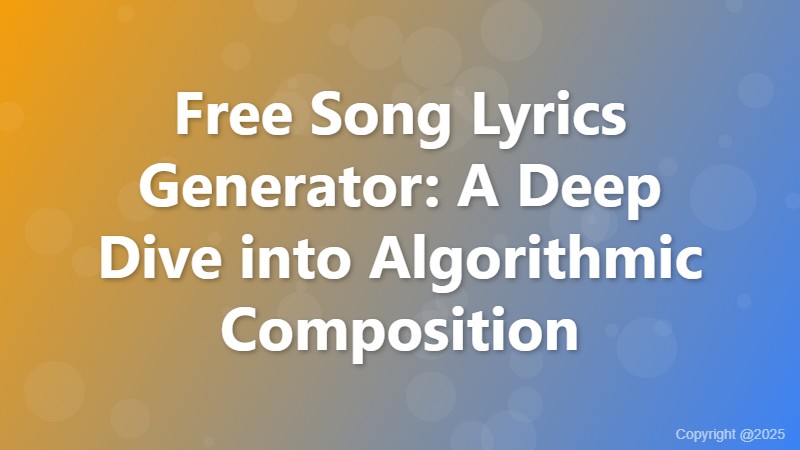 Free Song Lyrics
Generator: A Deep
Dive into Algorithmic
Composition
Copyright @2025